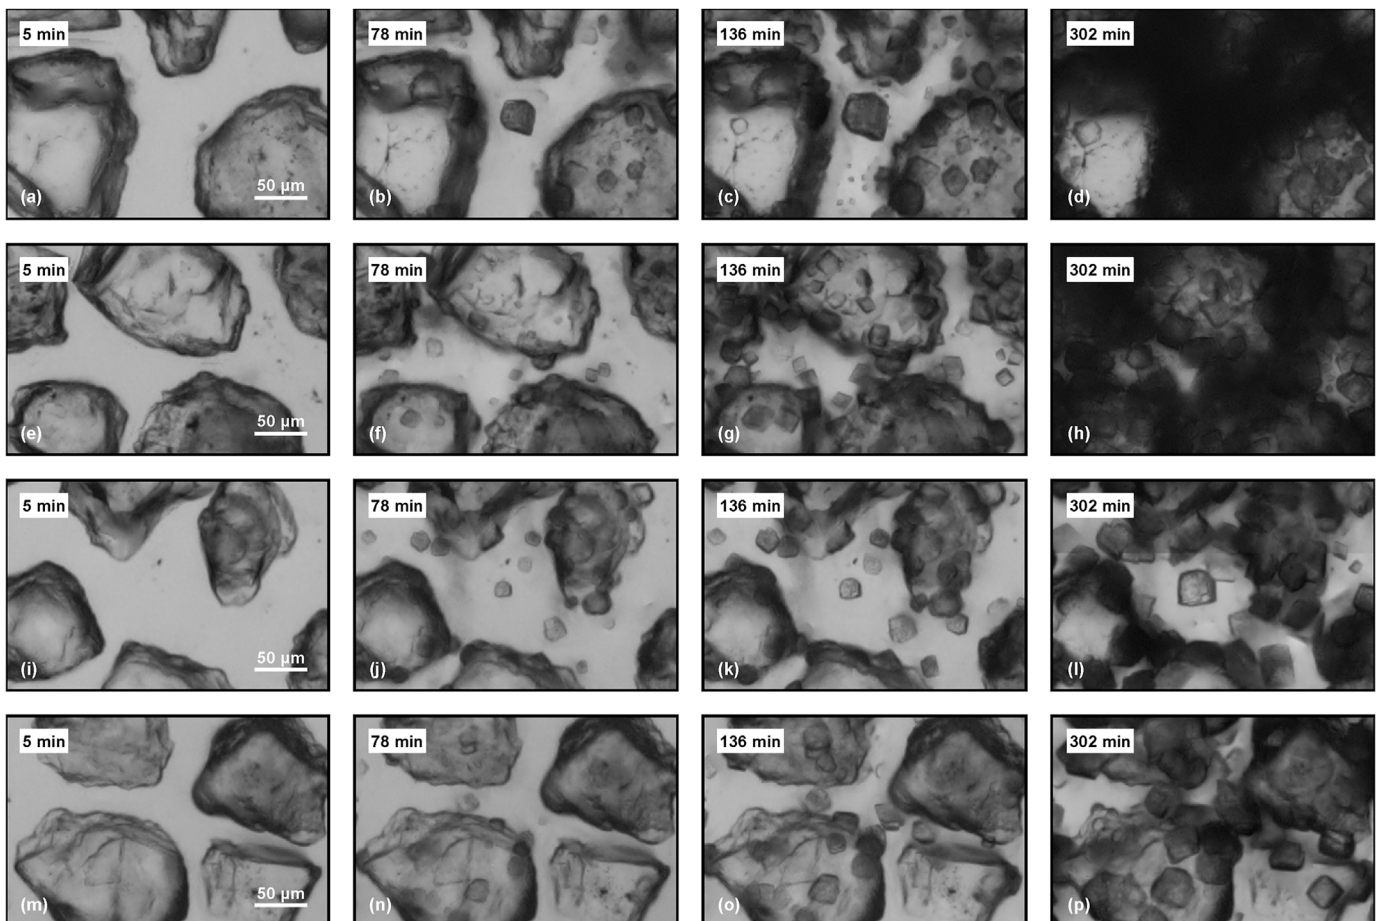 5 min
78 min
136 min
302 min
50 µm
(a)
(b)
(c)
(d)
5 min
78 min
136 min
302 min
50 µm
(e)
(f)
(g)
(h)
5 min
78 min
136 min
302 min
50 µm
(i)
(j)
(k)
(l)
5 min
78 min
136 min
302 min
50 µm
(m)
(n)
(o)
(p)